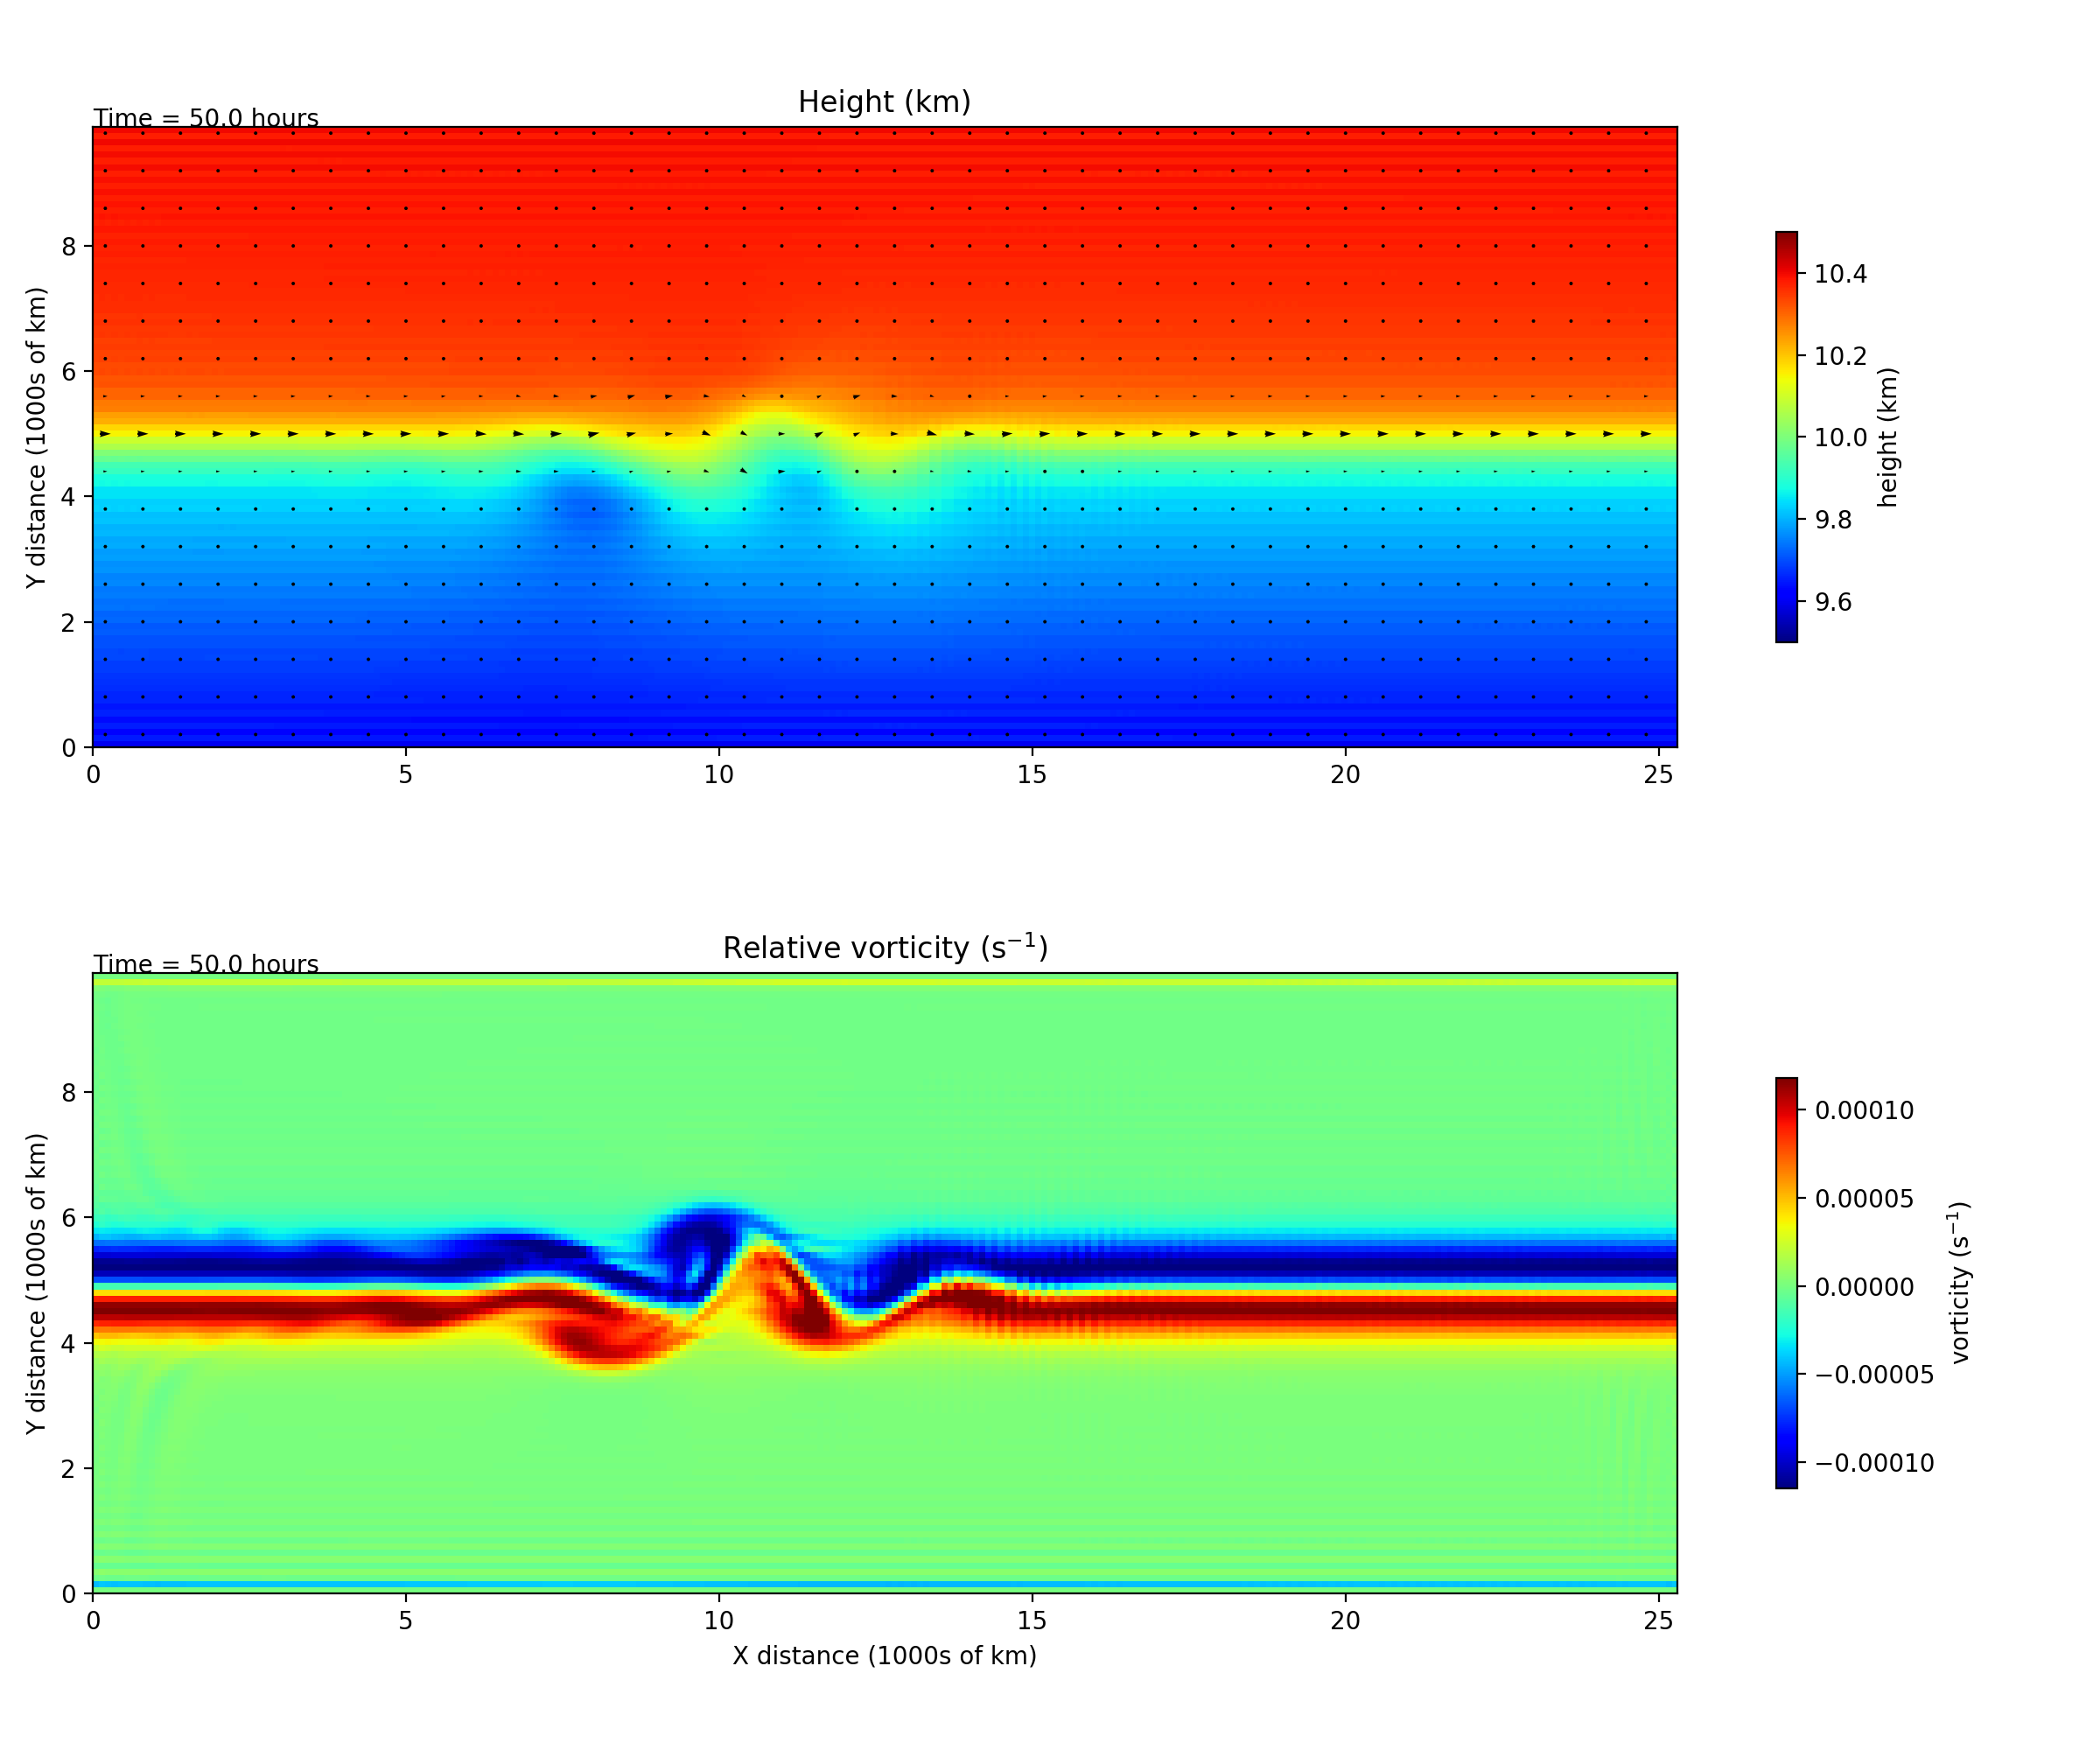 Height (km)
Time = 50.0 hours
Y distance (1000s of km)
8
6
4
2
0
0 5 10 15 20 25
10.4
10.2
10.0
9.8
9.6
height (km)
Relative vorticity (s⁻¹)
Time = 50.0 hours
Y distance (1000s of km)
8
6
4
2
0
0 5 10 15 20 25
X distance (1000s of km)
0.00010
0.00005
0.00000
−0.00005
−0.00010
vorticity (s⁻¹)